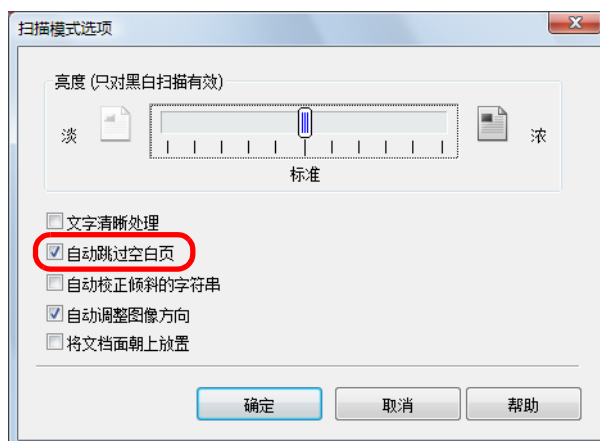 扫描模式选项
亮度 (只对黑白扫描有效)
淡
浓
标准
文字清晰处理
自动跳过空白页
自动校正倾斜的字符串
自动调整图像方向
将文档面朝上放置
确定
取消
帮助